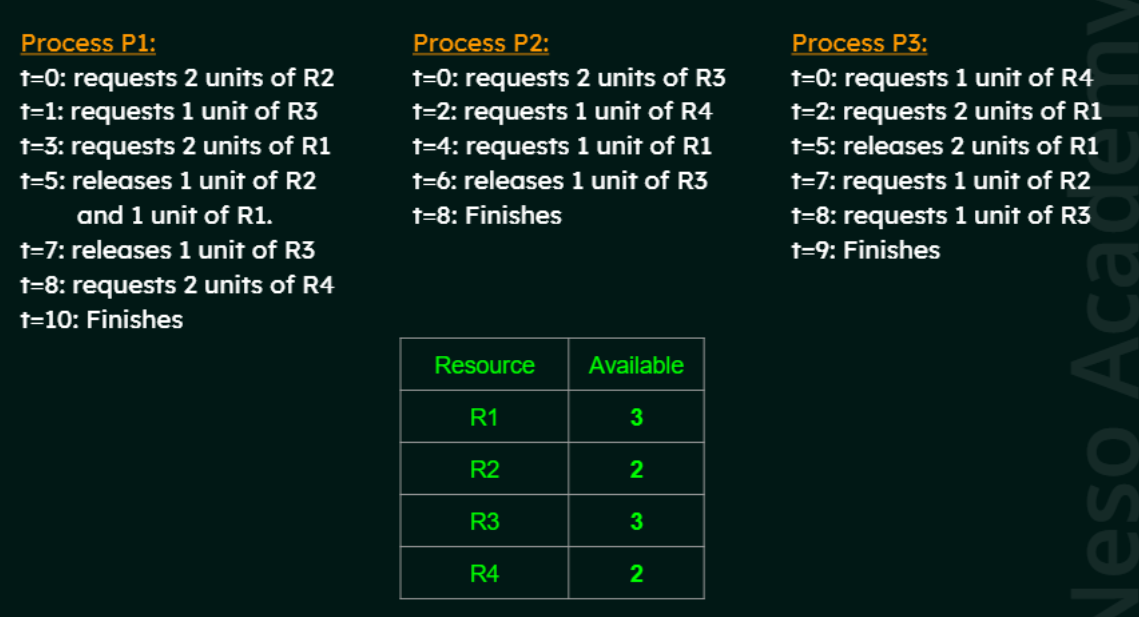 Process P1:
t=0: requests 2 units of R2
t=1: requests 1 unit of R3
t=3: requests 2 units of R1
t=5: releases 1 unit of R2
and 1 unit of R1.
t=7: releases 1 unit of R3
t=8: requests 2 units of R4
t=10: Finishes
Process P2:
t=0: requests 2 units of R3
t=2: requests 1 unit of R4
t=4: requests 1 unit of R1
t=6: releases 1 unit of R3
t=8: Finishes
Process P3:
t=0: requests 1 unit of R4
t=2: requests 2 units of R1
t=5: releases 2 units of R1
t=7: requests 1 unit of R2
t=8: requests 1 unit of R3
t=9: Finishes
Resource Available
R1 3
R2 2
R3 3
R4 2
Neso Academy